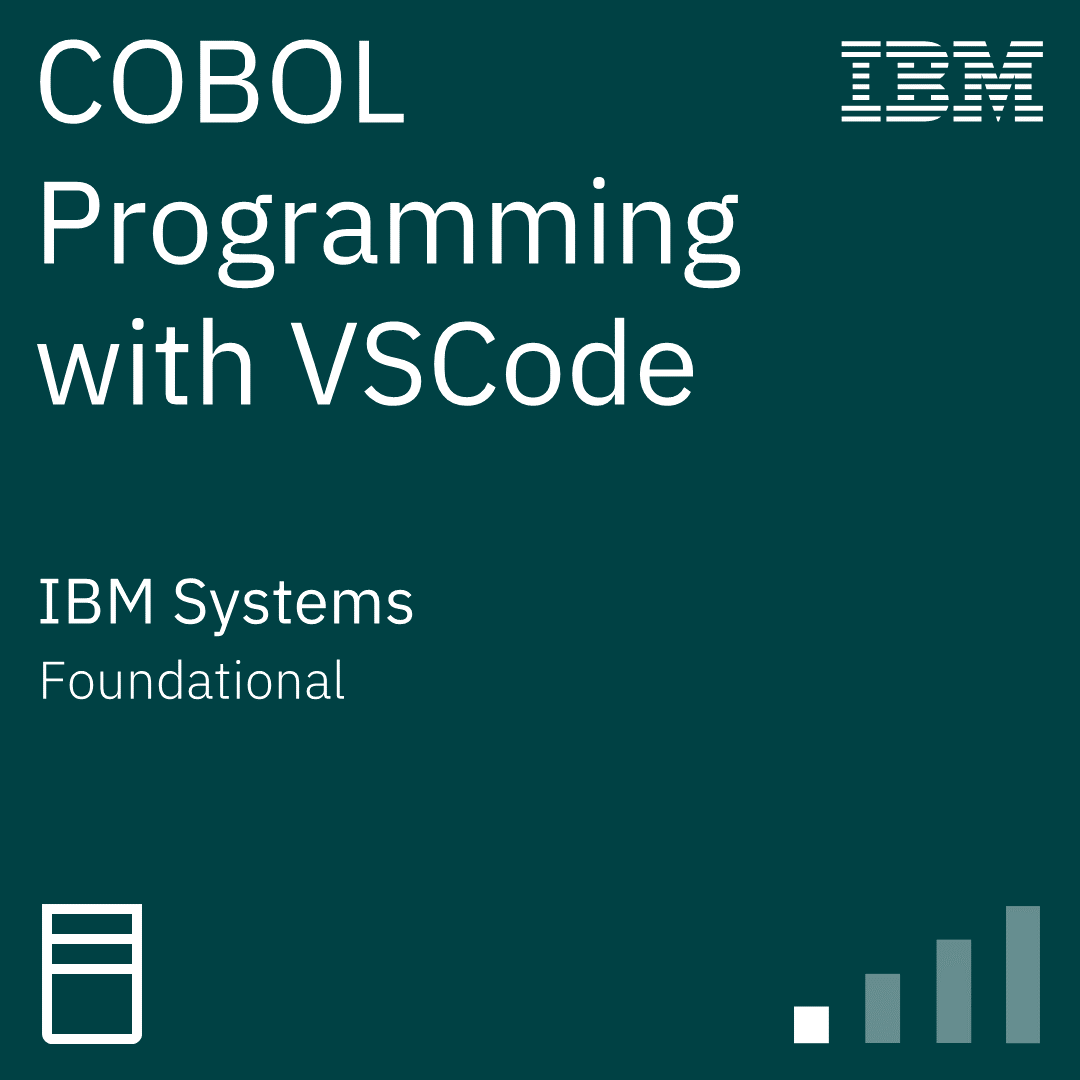 COBOL
IBM
Programming
with VSCode
IBM Systems
Foundational